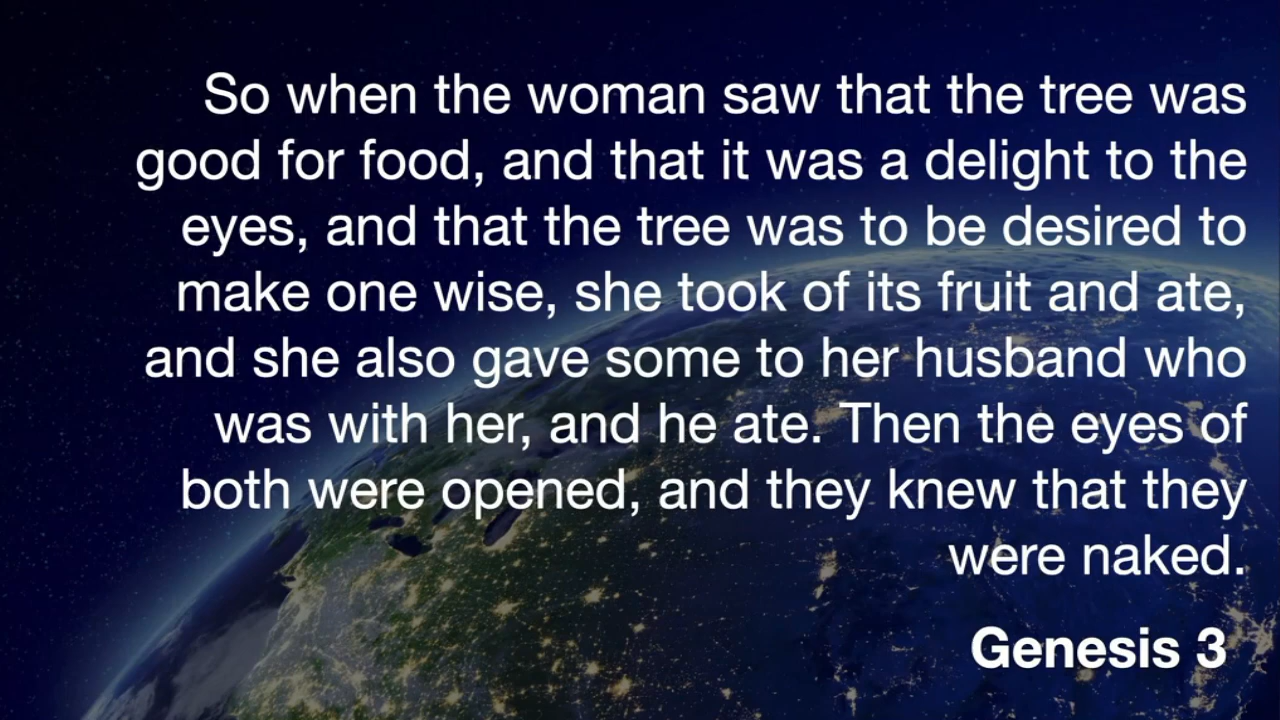 So when the woman saw that the tree was
good for food, and that it was a delight to the
eyes, and that the tree was to be desired to
make one wise, she took of its fruit and ate,
and she also gave some to her husband who
was with her, and he ate. Then the eyes of
both were opened, and they knew that they
were naked.
Genesis 3